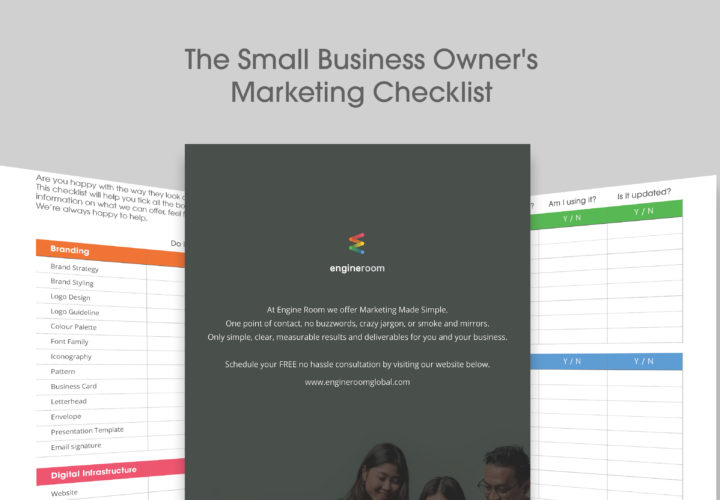 The Small Business Owner's
Marketing Checklist
Are you happy with the way they look
This checklist will help you tick all the
information on what we can offer, feel
We're always happy to help.
Branding
Brand Strategy
Brand Styling
Logo Design
Logo Guideline
Colour Palette
Font Family
Iconography
Pattern
Business Card
Letterhead
Envelope
Presentation Template
Email signature
Digital Infrastructure
Website
engineroom
At Engine Room we offer Marketing Made Simple.
One point of contact, no buzzwords, crazy jargon, or smoke and mirrors.
Only simple, clear, measurable results and deliverables for you and your business.
Schedule your FREE no hassle consultation by visiting our website below.
www.engineroomglobal.com
? Am I using it? Is it updated?
Y / N Y / N
Y / N Y / N